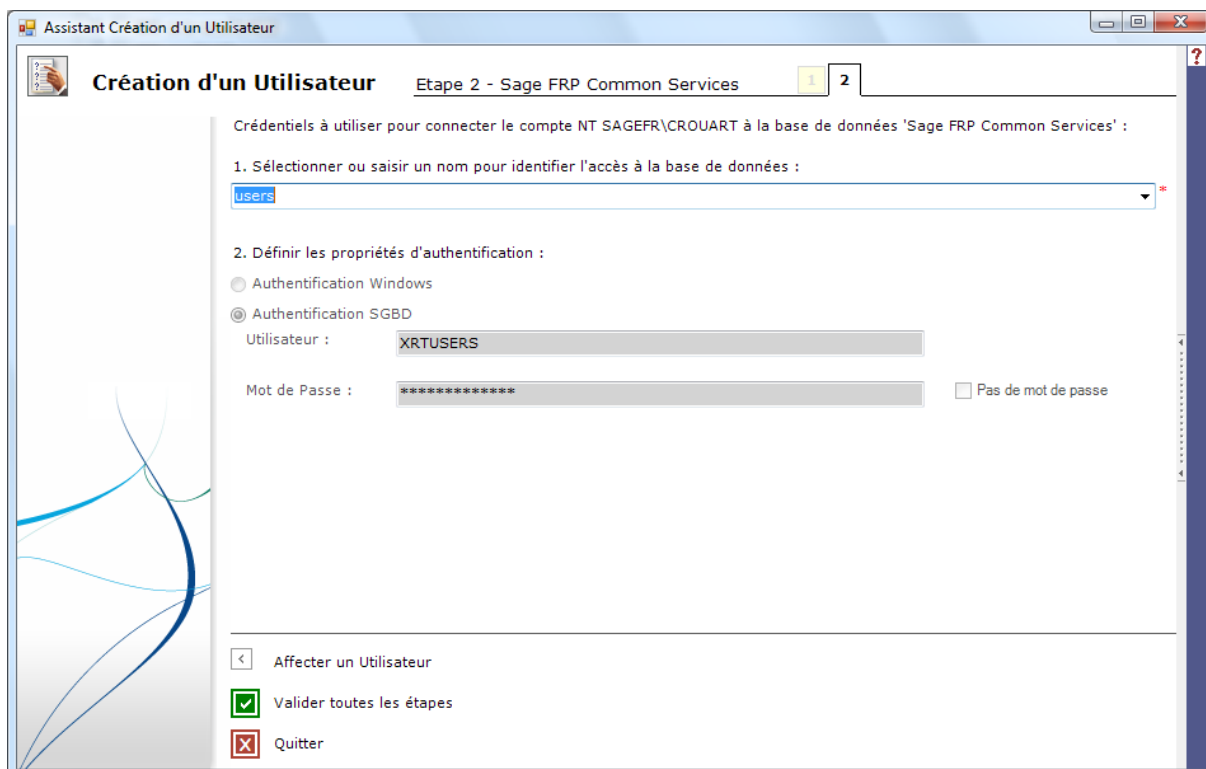 Assistant Création d'un Utilisateur
Création d'un Utilisateur
Etape 2 - Sage FRP Common Services
1
2
?
Crédentiels à utiliser pour connecter le compte NT SAGEFR\CROUART à la base de données 'Sage FRP Common Services' :
1. Sélectionner ou saisir un nom pour identifier l'accès à la base de données :
users
*
2. Définir les propriétés d'authentification :
Authentification Windows
Authentification SGBD
Utilisateur :
XRTUSERS
Mot de Passe :
*************
Pas de mot de passe
Affecter un Utilisateur
Valider toutes les étapes
Quitter